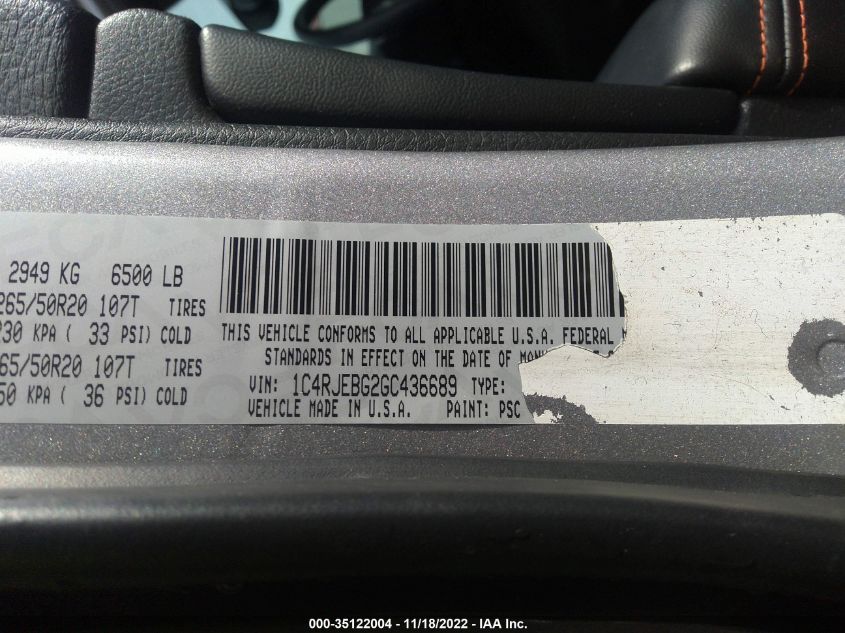 2949 KG 6500 LB
265/50R20 107T TIRES
230 KPA ( 33 PSI) COLD
65/50R20 107T TIRES
50 KPA ( 36 PSI) COLD
THIS VEHICLE CONFORMS TO ALL APPLICABLE U.S.A. FEDERAL
STANDARDS IN EFFECT ON THE DATE OF
VIN: 1C4RJEBG2GC436689 TYPE:
VEHICLE MADE IN U.S.A. PAINT: PSC
000-35122004 - 11/18/2022 - IAA Inc.